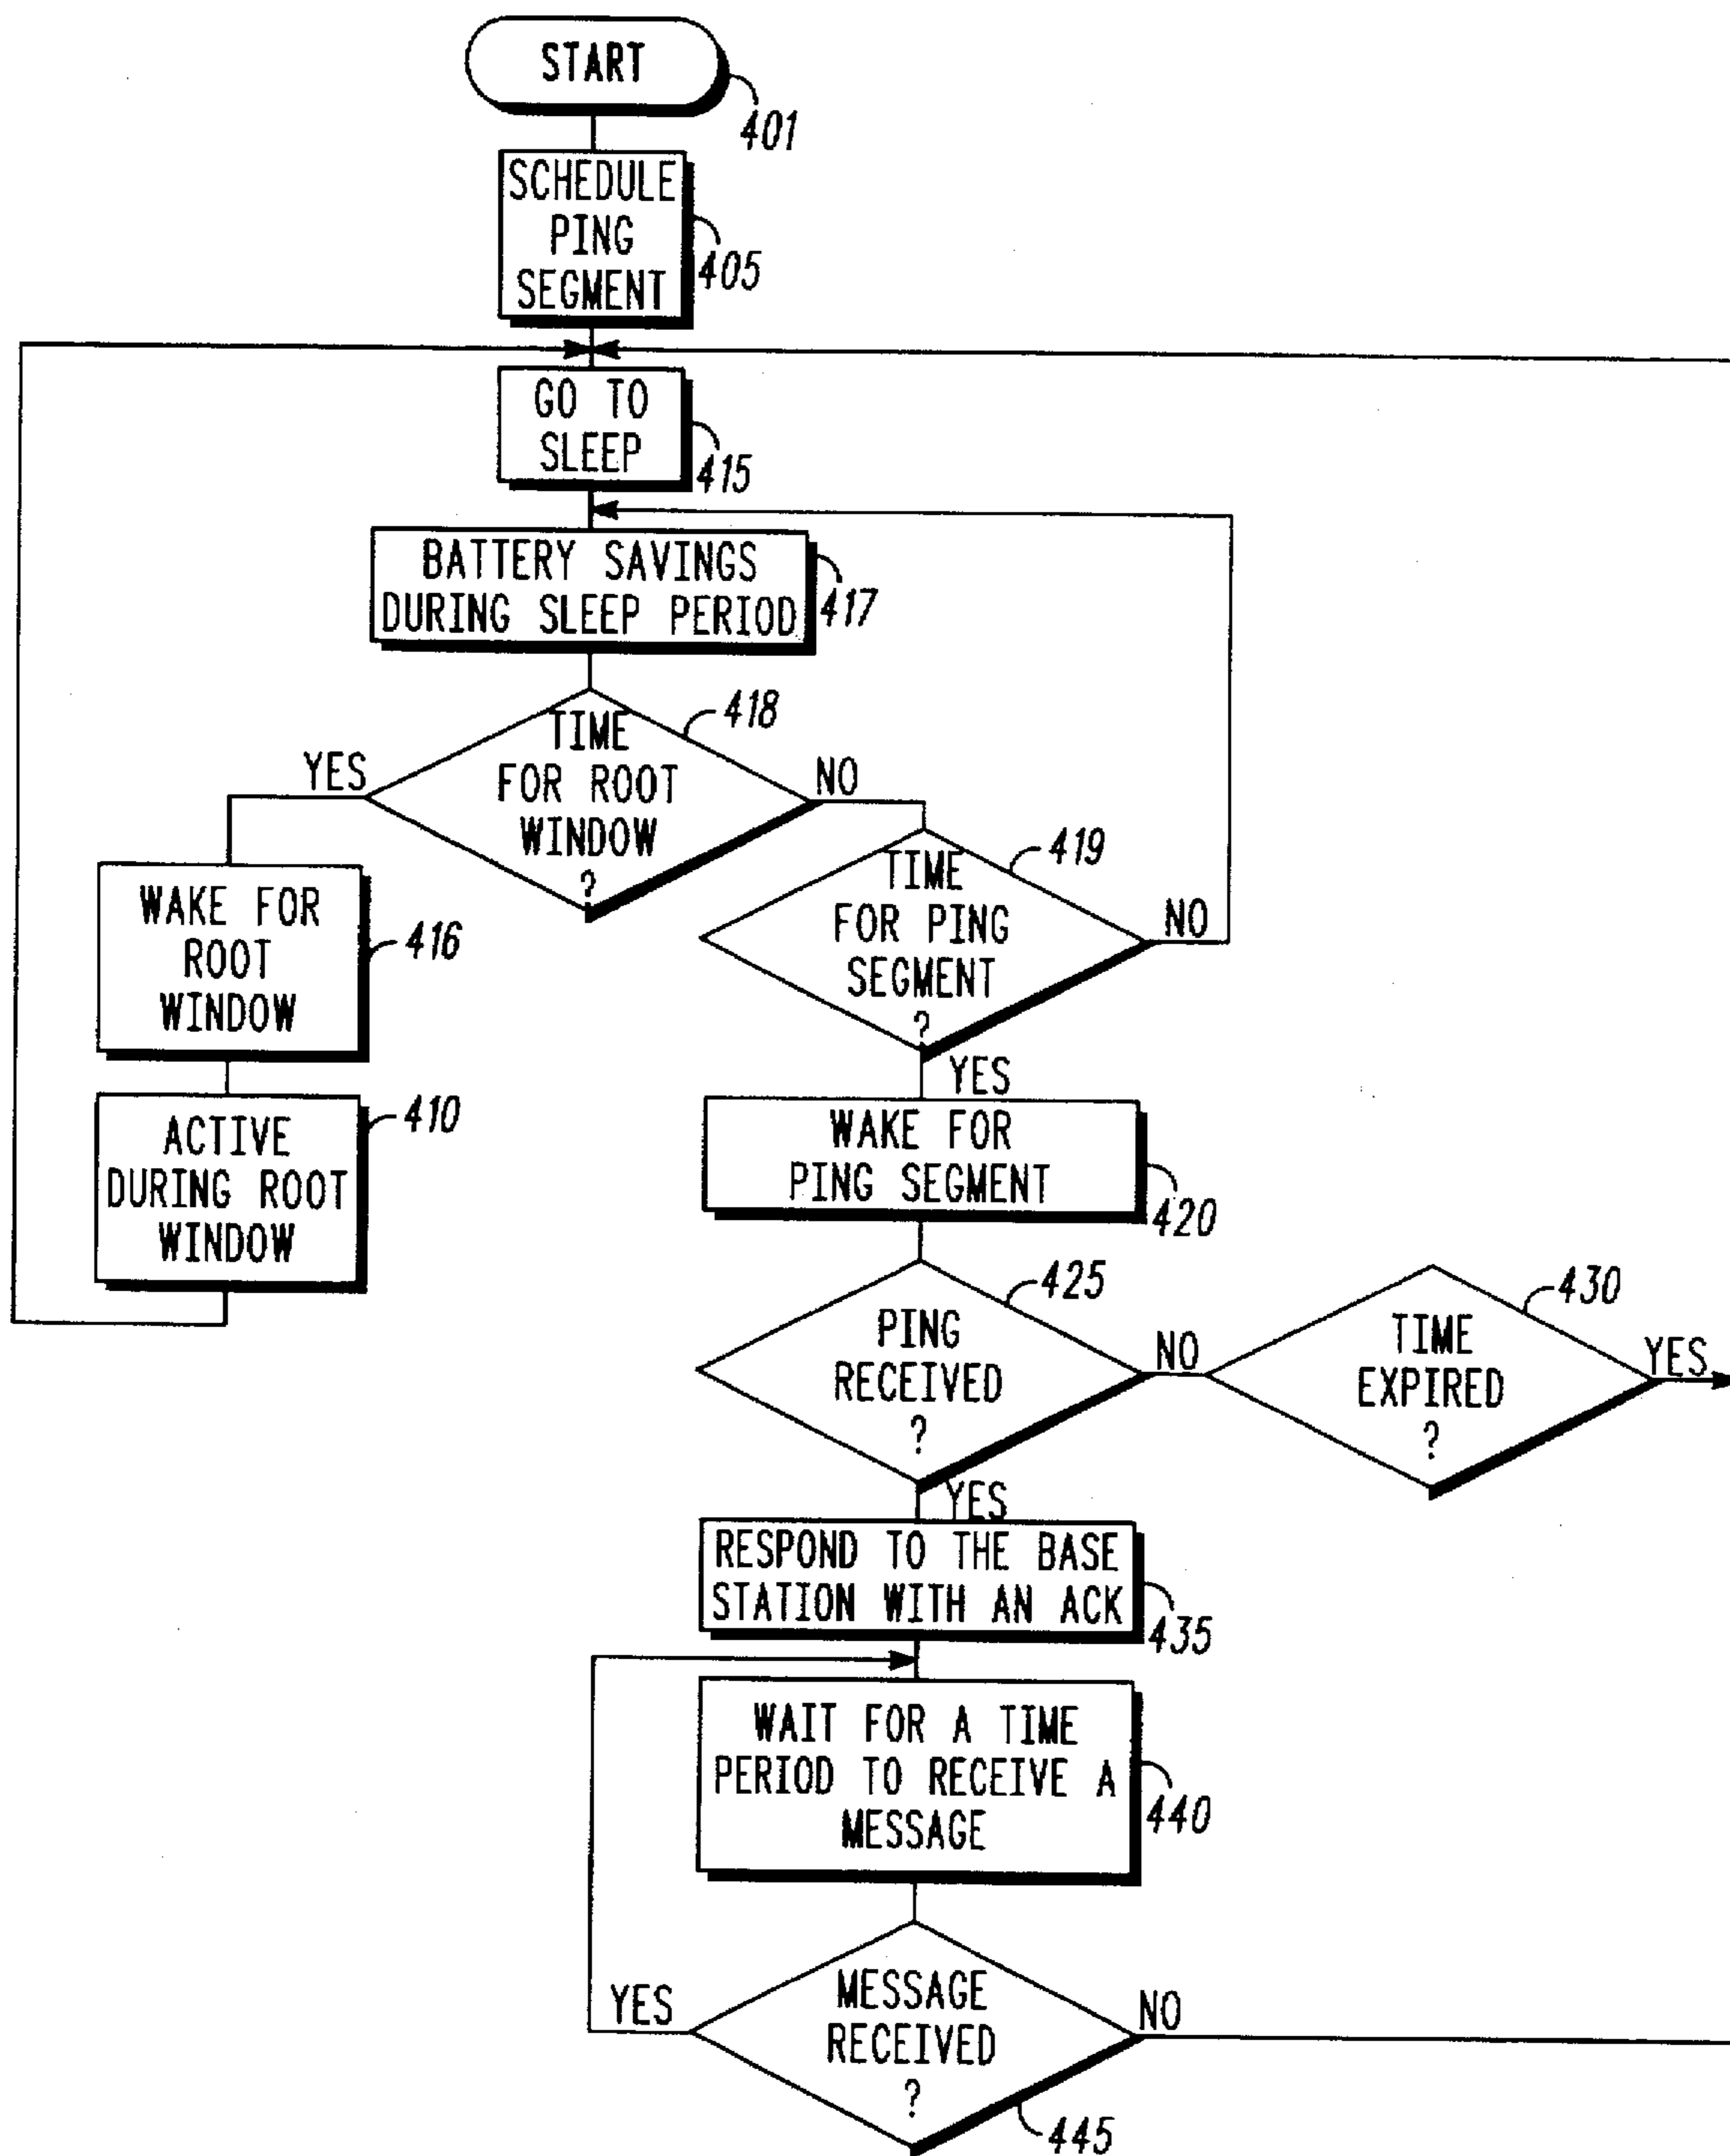 START
401
SCHEDULE
PING
SEGMENT
405
GO TO
SLEEP
415
BATTERY SAVINGS
DURING SLEEP PERIOD
417
TIME
FOR ROOT
WINDOW
?
418
YES
NO
WAKE FOR
ROOT
WINDOW
416
ACTIVE
DURING ROOT
WINDOW
410
TIME
FOR PING
SEGMENT
?
419
NO
YES
WAKE FOR
PING SEGMENT
420
PING
RECEIVED
?
425
NO
TIME
EXPIRED
?
430
YES
YES
RESPOND TO THE BASE
STATION WITH AN ACK
435
WAIT FOR A TIME
PERIOD TO RECEIVE A
MESSAGE
440
MESSAGE
RECEIVED
?
445
YES
NO